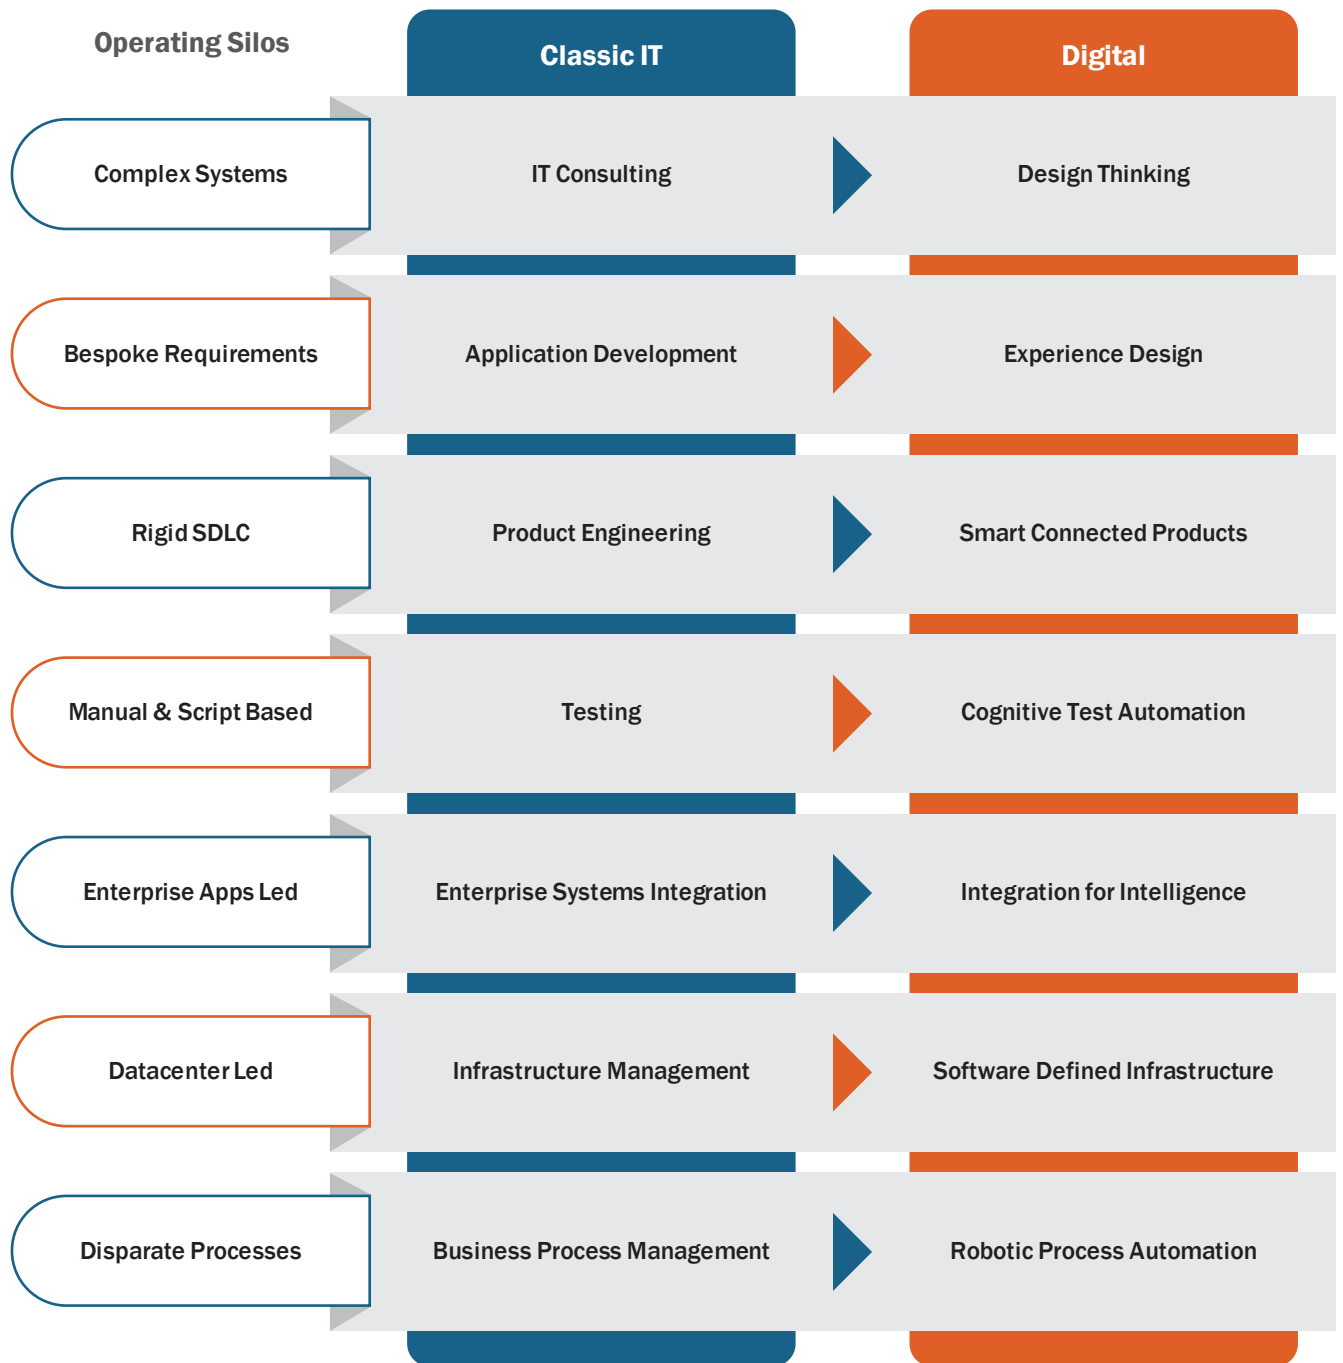 Operating Silos
Classic IT
Digital
Complex Systems
IT Consulting
Design Thinking
Bespoke Requirements
Application Development
Experience Design
Rigid SDLC
Product Engineering
Smart Connected Products
Manual & Script Based
Testing
Cognitive Test Automation
Enterprise Apps Led
Enterprise Systems Integration
Integration for Intelligence
Datacenter Led
Infrastructure Management
Software Defined Infrastructure
Disparate Processes
Business Process Management
Robotic Process Automation